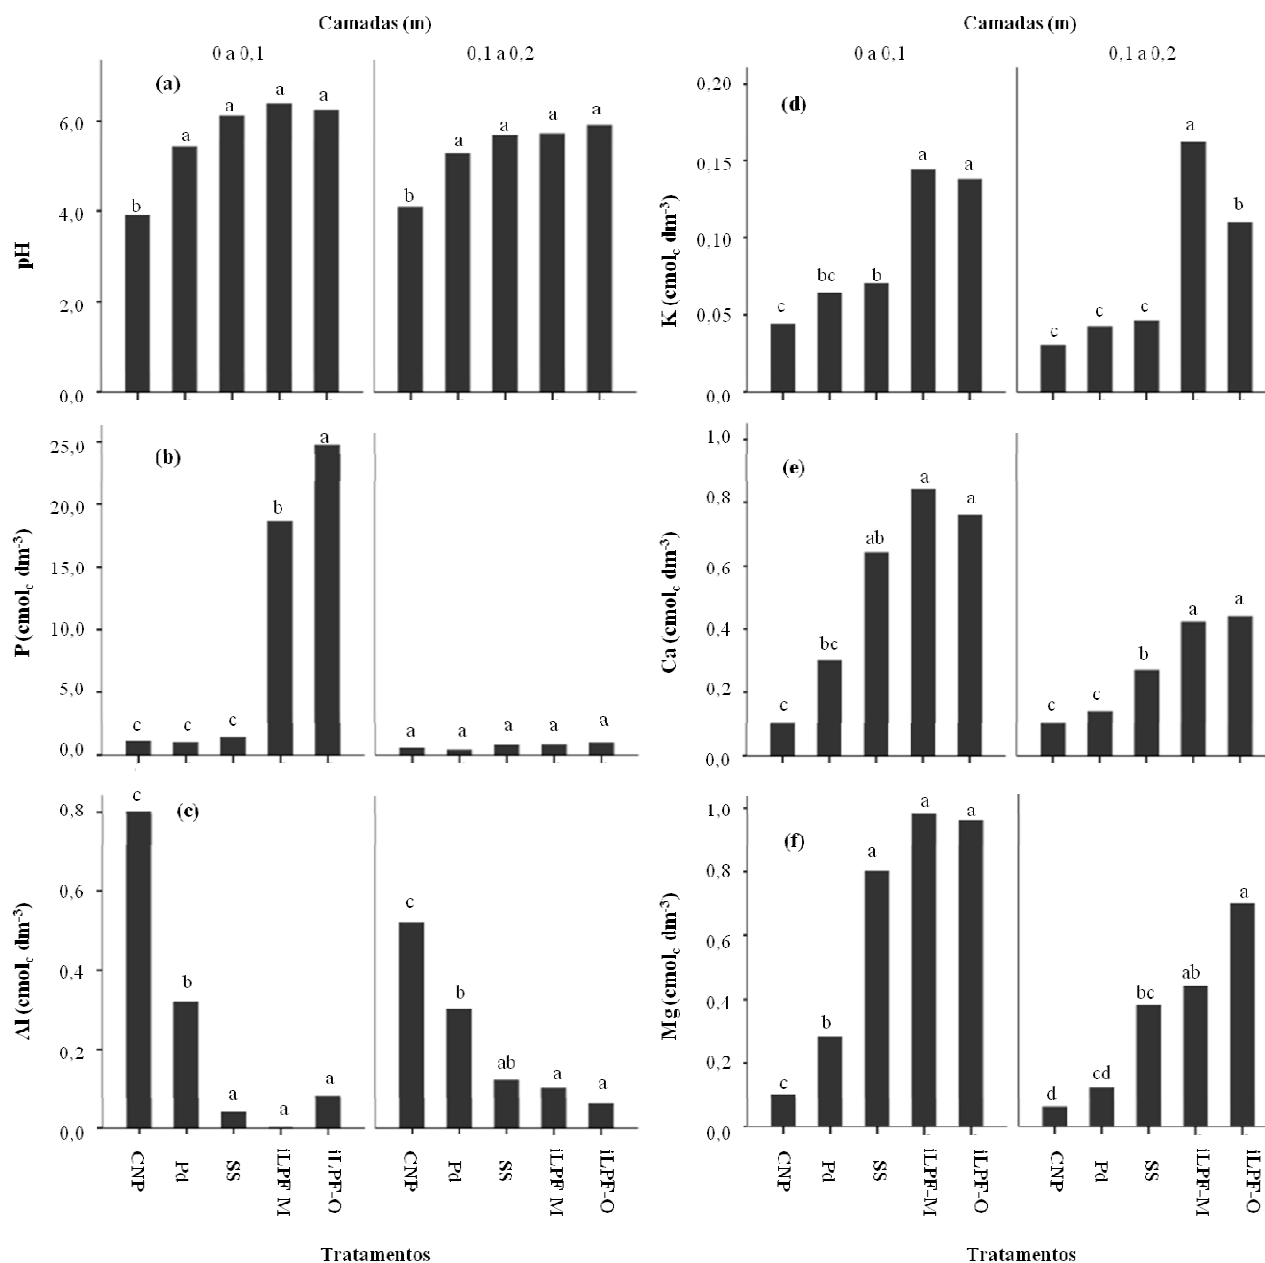 Camadas (m)
0 a 0,1
0,1 a 0,2
(a)
pH
6,0
4,0
2,0
0,0
b
a
a
a
a
b
a
a
a
a
(b)
P (cmolc dm-3)
25,0
20,0
15,0
10,0
5,0
0,0
c
c
c
b
a
a
a
a
a
a
(c)
Al (cmolc dm-3)
0,8
0,6
0,4
0,2
0,0
c
b
a
a
a
c
b
ab
a
a
CNP
Pd
SS
iLPF M
iLPF-O
CNP
Pd
SS
iLPF-M
iLPF-O
Tratamentos
Camadas (m)
0 a 0,1
0,1 a 0,2
(d)
K (cmolc dm-3)
0,20
0,15
0,10
0.05
0,0
c
bc
b
a
a
c
c
c
a
b
(e)
Ca (cmolc dm-3)
1,0
0,8
0,6
0,4
0,2
0,0
c
bc
ab
a
a
c
c
b
a
a
(f)
Mg (cmolc dm-3)
1,0
0,8
0,6
0,4
0,2
0,0
c
b
a
a
a
d
cd
bc
ab
a
CNP
Pd
SS
iLPF-M
iLPF-O
CNP
Pd
SS
iLPF-M
iLPF-O
Tratamentos